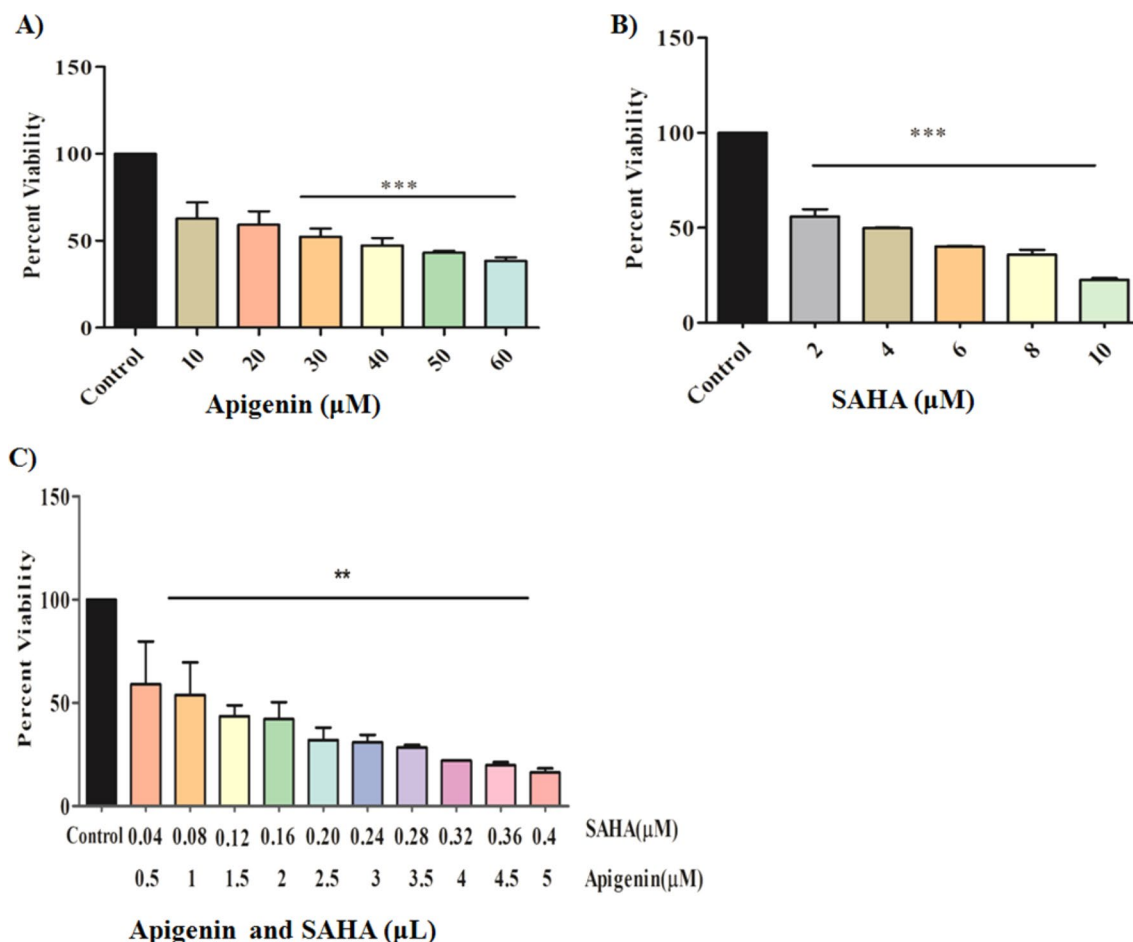 A)
Percent Viability
150
100
50
0
***
Control 10 20 30 40 50 60
Apigenin (µM)
B)
Percent Viability
150
100
50
0
***
Control 2 4 6 8 10
SAHA (µM)
C)
Percent Viability
150
100
50
0
**
Control 0.04 0.08 0.12 0.16 0.20 0.24 0.28 0.32 0.36 0.4 SAHA(µM)
0.5 1 1.5 2 2.5 3 3.5 4 4.5 5 Apigenin(µM)
Apigenin and SAHA (µL)